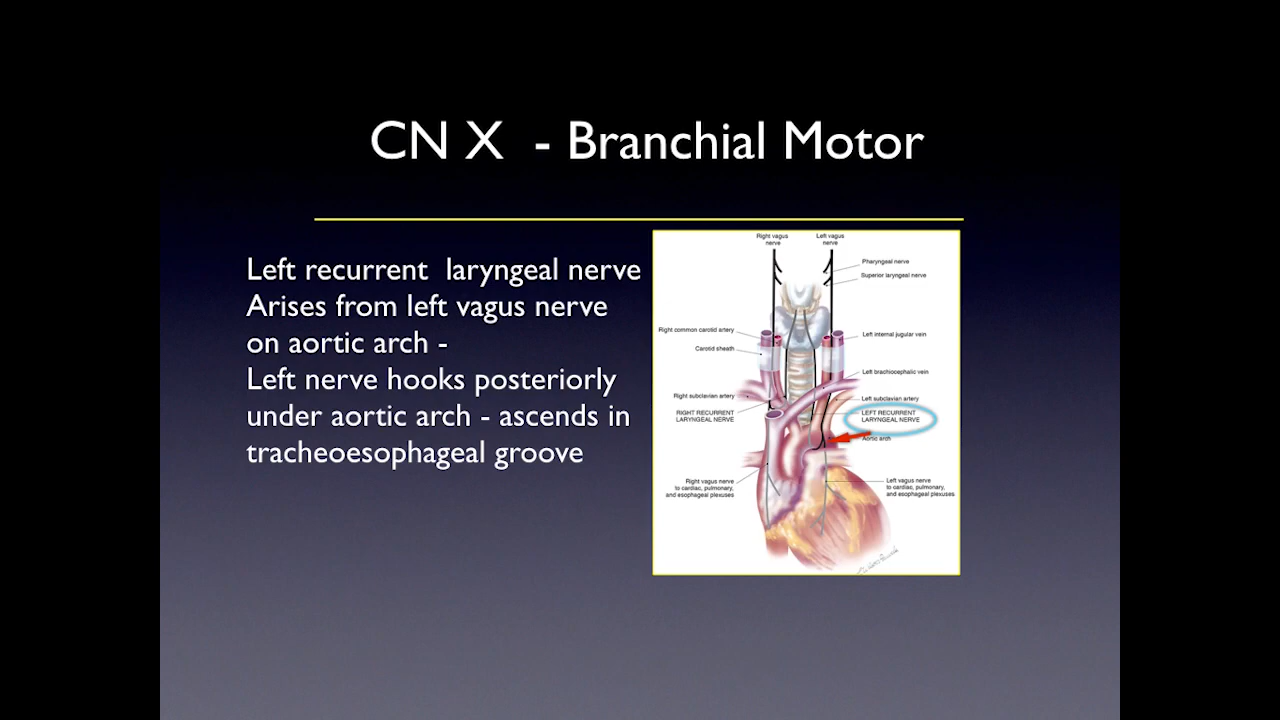 CN X - Branchial Motor
Left recurrent laryngeal nerve
Arises from left vagus nerve
on aortic arch -
Left nerve hooks posteriorly
under aortic arch - ascends in
tracheoesophageal groove
Right vagus
nerve
Left vagus
nerve
Pharyngeal nerve
Superior laryngeal nerve
Right common carotid artery
Left internal jugular vein
Carotid sheath
Left brachiocephalic vein
Right subclavian artery
Left subclavian artery
RIGHT RECURRENT
LARYNGEAL NERVE
LEFT RECURRENT
LARYNGEAL NERVE
Aortic arch
Right vagus nerve
to cardiac, pulmonary,
and esophageal plexuses
Left vagus nerve
to cardiac, pulmonary,
and esophageal plexuses